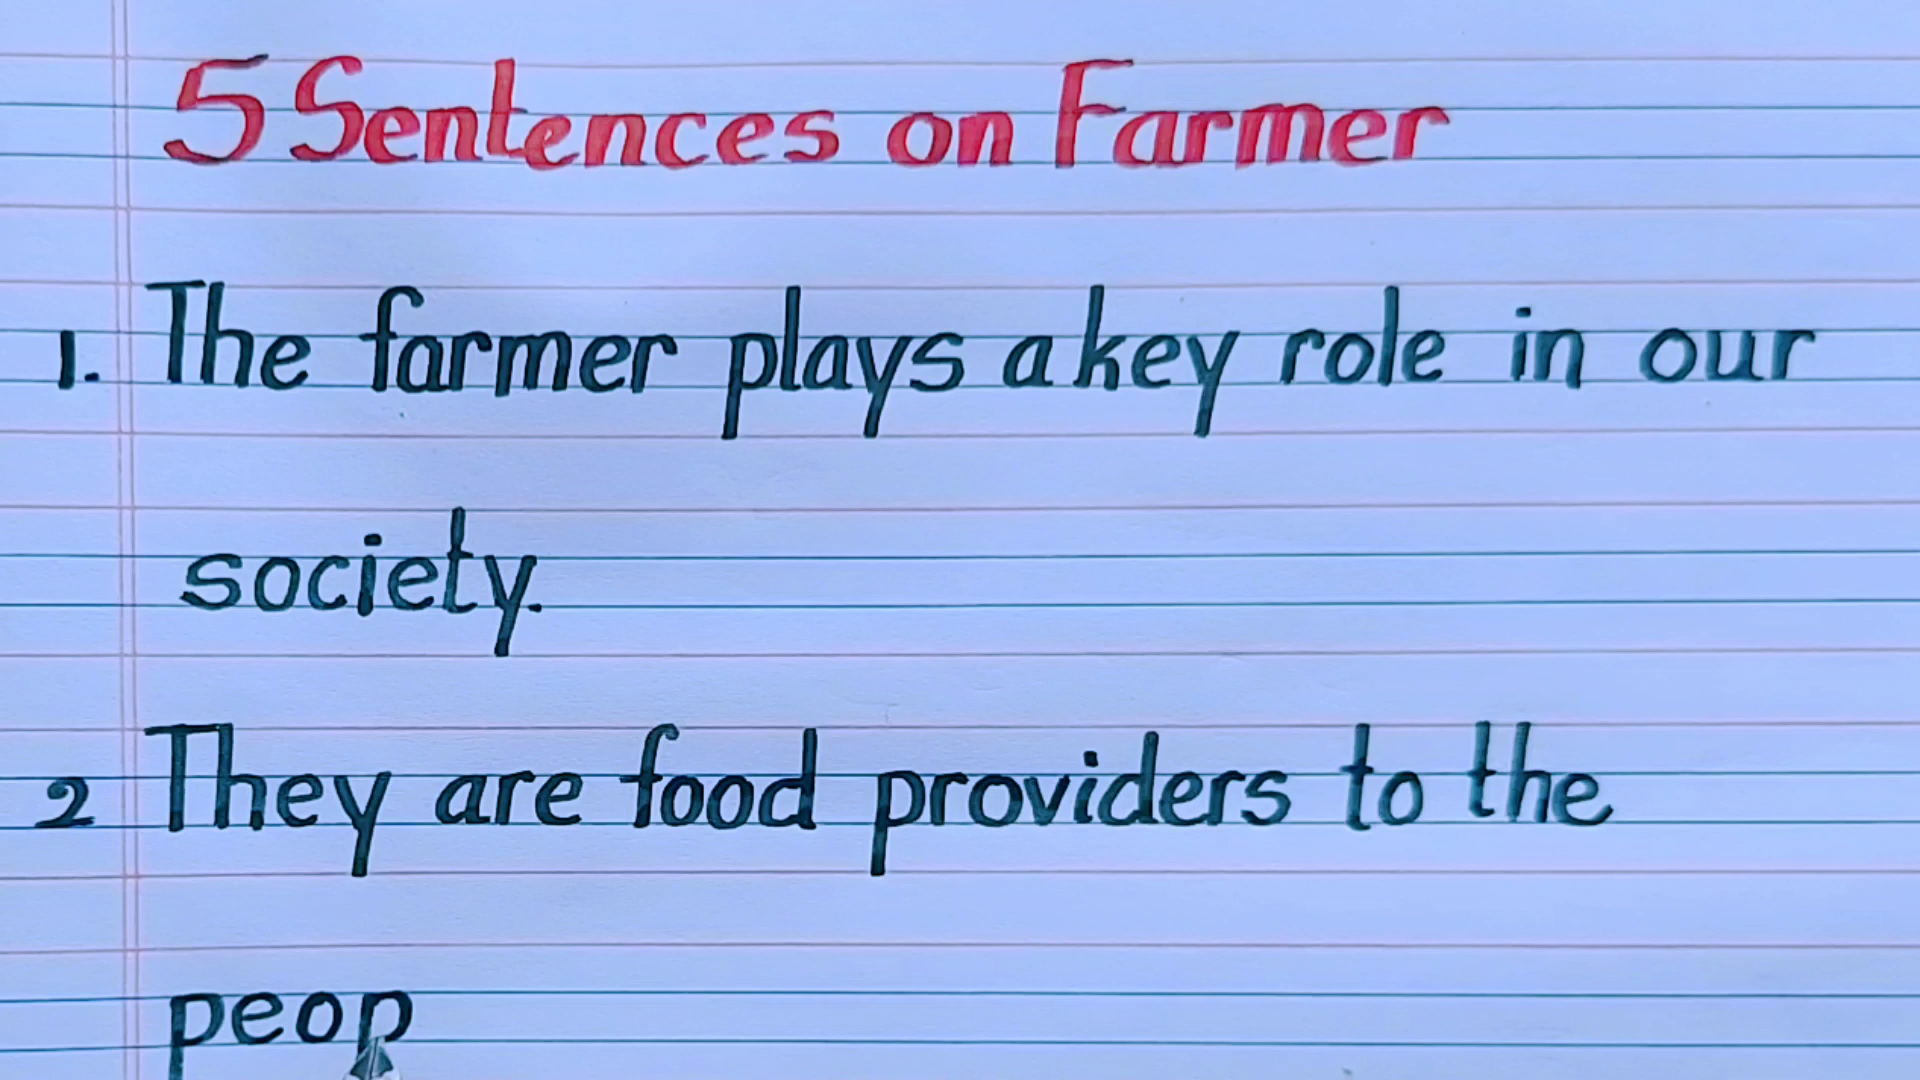 5 Sentences on Farmer
1. The farmer plays a key role in our
society.
2 They are food providers to the
peop